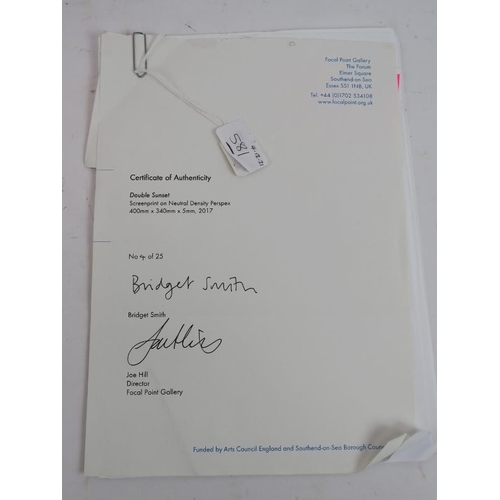 Focal Point Gallery
The Forum
Elmer Square
Southend-on-Sea
Essex SS1 1NB, UK
Tel: +44 (0)1702 534108
www.focalpoint.org.uk
Certificate of Authenticity
Double Sunset
Screenprint on Neutral Density Perspex
400mm x 340mm x 5mm, 2017
No 4 of 25
Bridget Smith
Bridget Smith
Joe Hill
Director
Focal Point Gallery
Funded by Arts Council England and Southend-on-Sea Borough